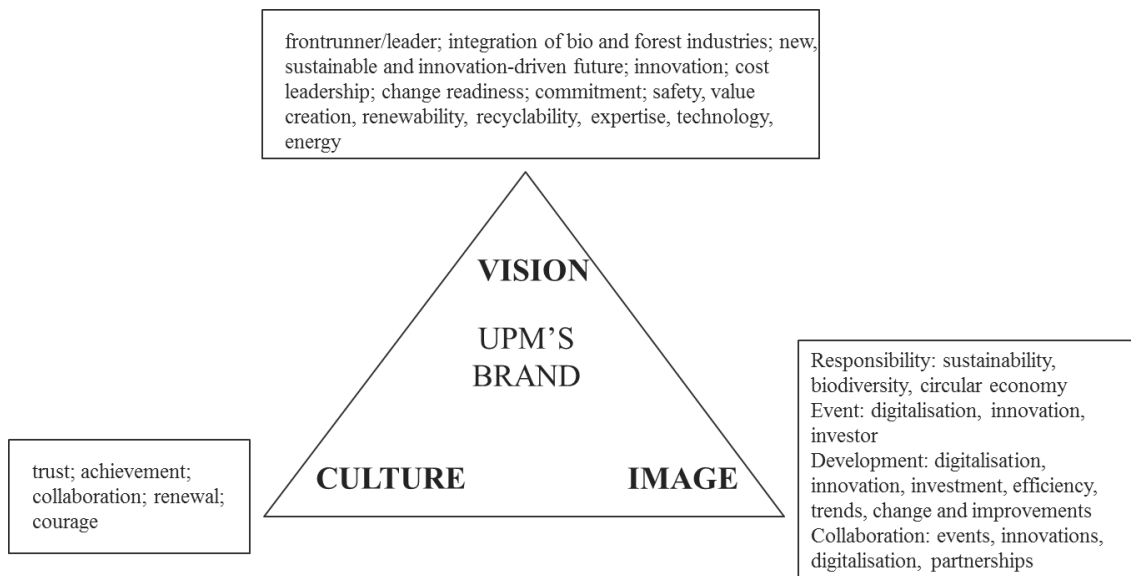 frontrunner/leader; integration of bio and forest industries; new,
sustainable and innovation-driven future; innovation; cost
leadership; change readiness; commitment; safety, value
creation, renewability, recyclability, expertise, technology,
energy
VISION
UPM’S
BRAND
CULTURE
IMAGE
trust; achievement;
collaboration; renewal;
courage
Responsibility: sustainability,
biodiversity, circular economy
Event: digitalisation, innovation,
investor
Development: digitalisation,
innovation, investment, efficiency,
trends, change and improvements
Collaboration: events, innovations,
digitalisation, partnerships